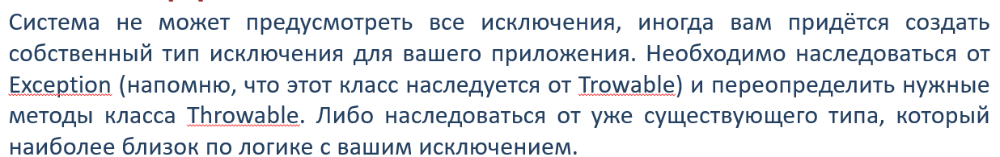 Система не может предусмотреть все исключения, иногда вам придётся создать
собственный тип исключения для вашего приложения. Необходимо наследоваться от
Exception (напомню, что этот класс наследуется от Trowable) и переопределить нужные
методы класса Throwable. Либо наследоваться от уже существующего типа, который
наиболее близок по логике с вашим исключением.